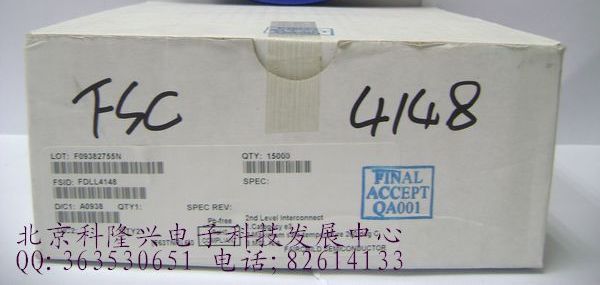 FSC
4148
LOT: F09382755N
QTY: 15000
FSID: FDLL4148
SPEC:
D/C1: A0938 QTY1: SPEC REV:
FINAL
ACCEPT
QA001
Pb-free
2nd Level Interconnect
北京科隆兴电子科技发展中心
QQ:363530651 电话;82614133